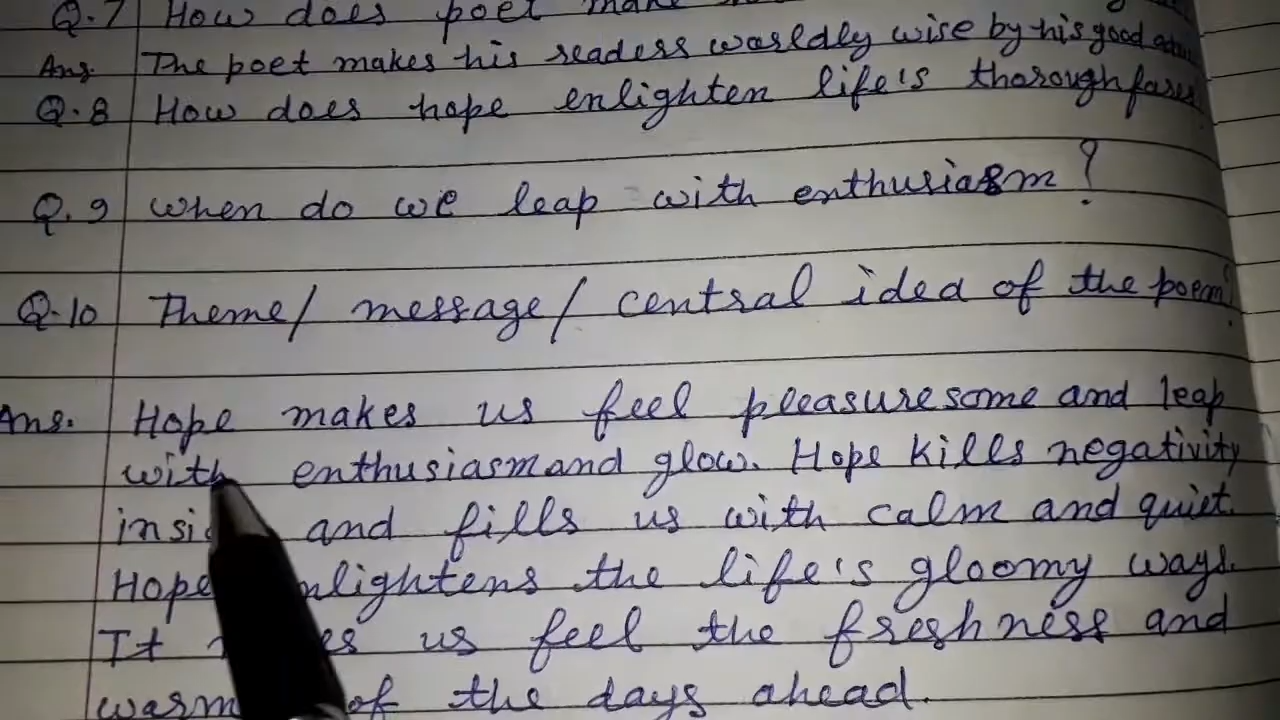 Q.7 How does poet make
Ans. The poet makes his readers worldly wise by his good
Q.8 How does hope enlighten life's thoroughfares
Q.9 When do we leap with enthusiasm?
Q.10 Theme/ message/ central idea of the poem?
Ans. Hope makes us feel pleasuresome and leap
with enthusiasm and glow. Hope kills negativity
and fills us with calm and quiet.
Hope the life's gloomy ways.
It us feel the freshness and
of the days ahead.